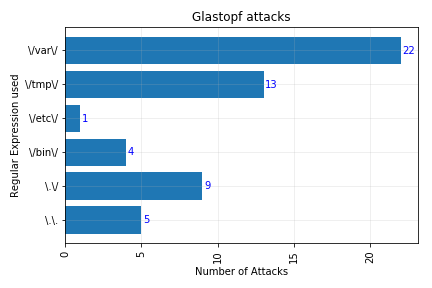 Glastopf attacks
Regular Expression used
\/var\/ 22
\/tmp\/ 13
\/etc\/ 1
\/bin\/ 4
\.\/ 9
\.\. 5
0 5 10 15 20
Number of Attacks